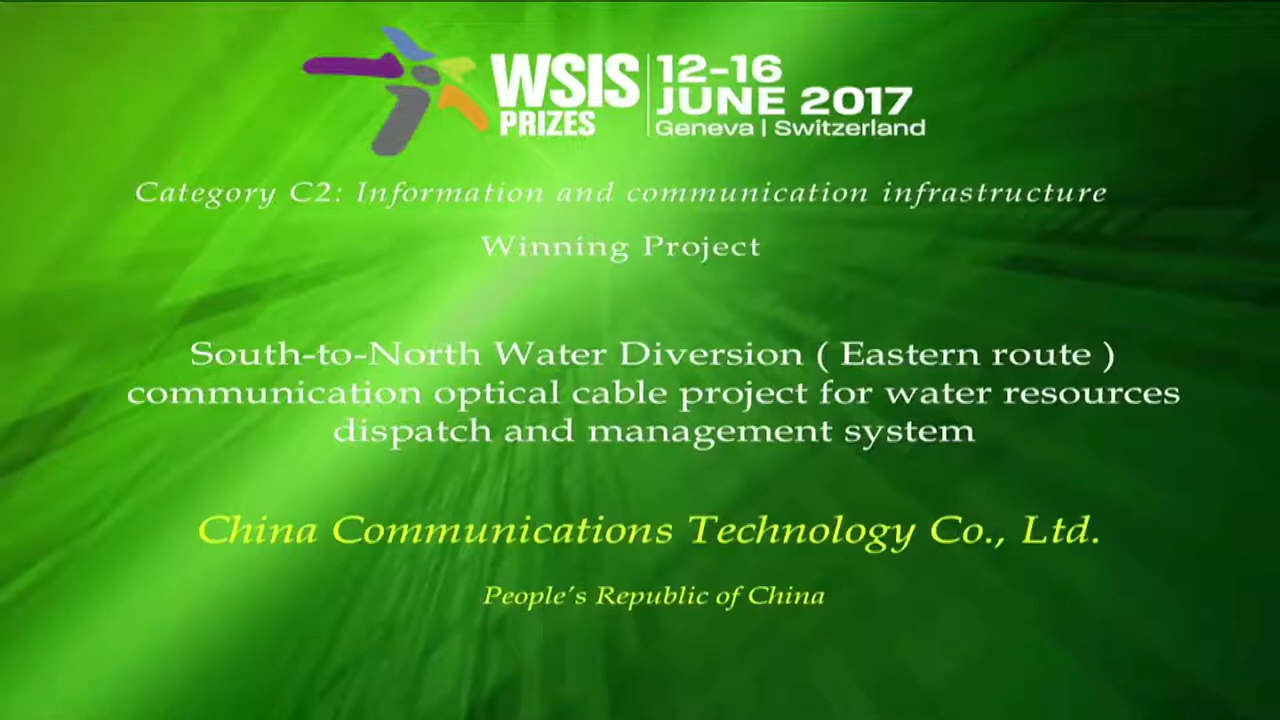 WSIS
PRIZES
12-16
JUNE 2017
Geneva | Switzerland
Category C2: Information and communication infrastructure
Winning Project
South-to-North Water Diversion ( Eastern route )
communication optical cable project for water resources
dispatch and management system
China Communications Technology Co., Ltd.
People's Republic of China